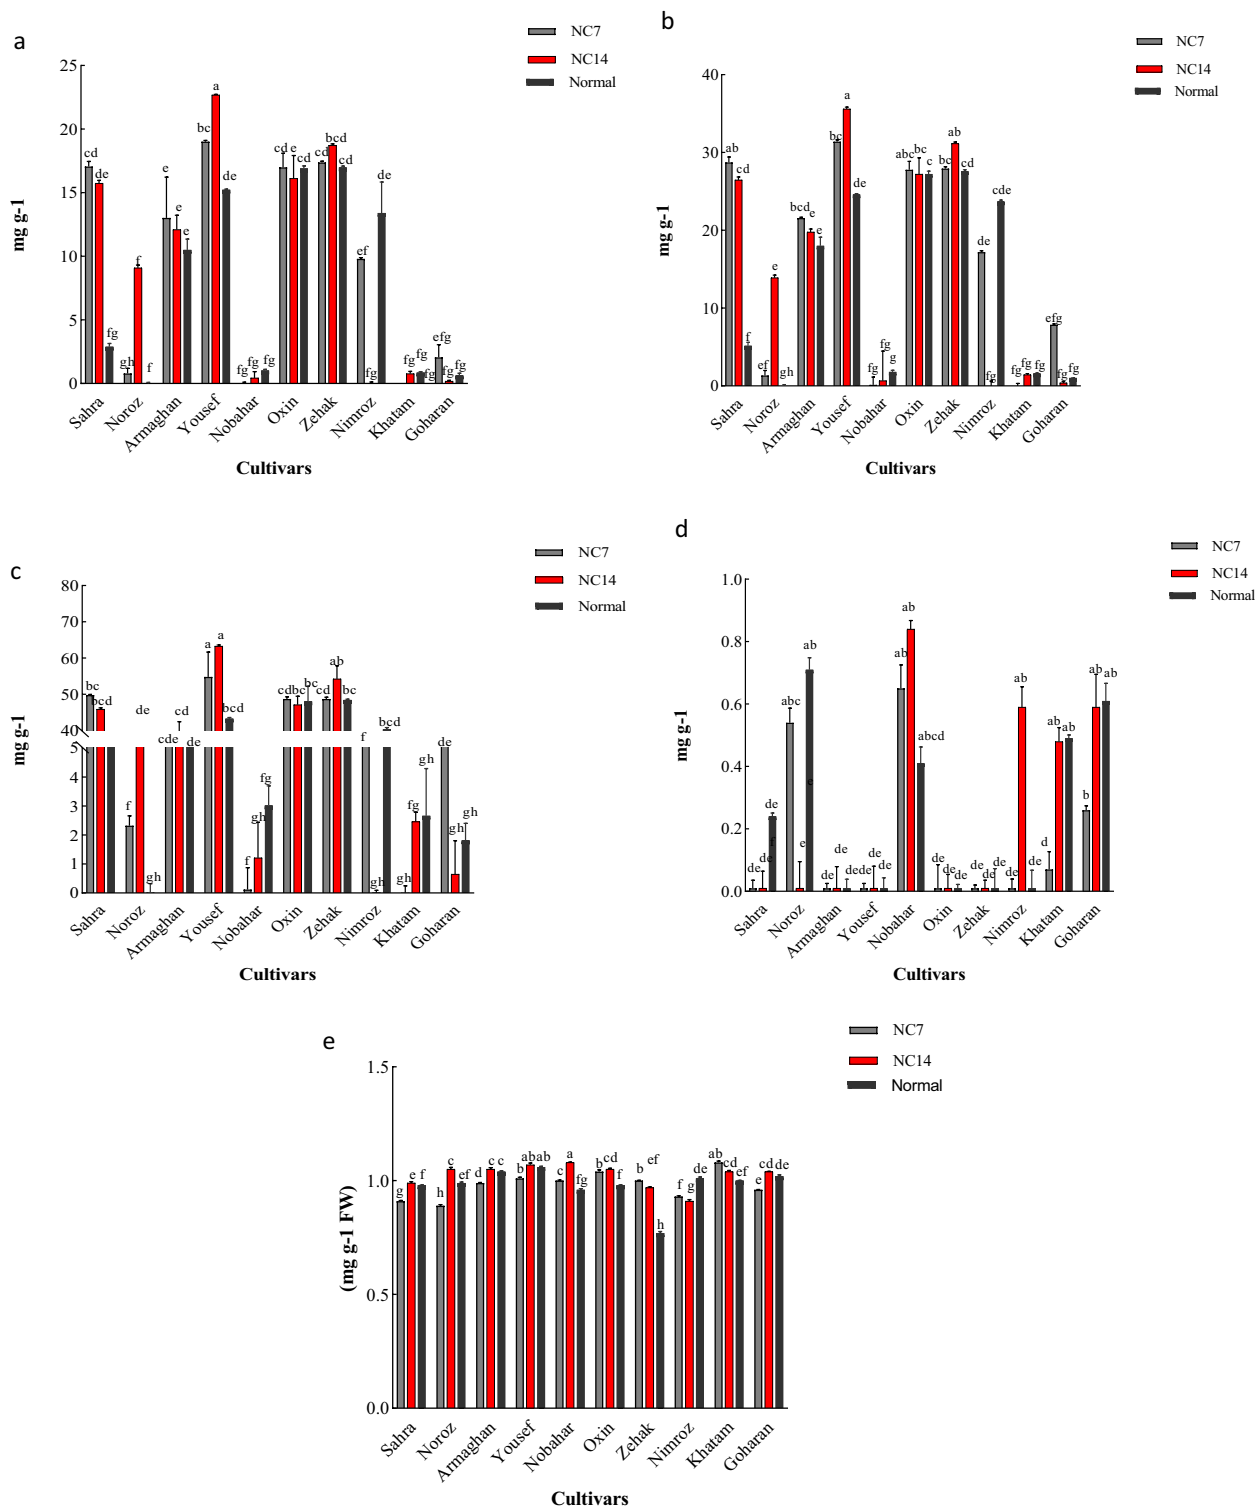 a
NC7
NC14
Normal
25
20
15
10
5
0
mg g-1
cd de fg
gh f f
e e e
bc a de
fg fg fg
cd e cd
cd bcd cd
ef fg de
fg fg fg
efg fg fg
Sahra
Noroz
Armaghan
Yousef
Nobahar
Oxin
Zehak
Nimroz
Khatam
Goharan
Cultivars
b
NC7
NC14
Normal
40
30
20
10
0
mg g-1
ab cd f
ef e gh
bcd e e
bc a de
fg fg g
abc bc c
bc ab cd
de fg cde
fg fg fg
efg fg fg
Sahra
Noroz
Armaghan
Yousef
Nobahar
Oxin
Zehak
Nimroz
Khatam
Goharan
Cultivars
c
NC7
NC14
Normal
80
70
60
50
40
5
4
3
2
1
0
mg g-1
bc bcd
f de gh
cde cd de
a a bcd
f gh fg
cd bc bc
cd ab bc
f gh bcd
gh fg gh
de gh gh
Sahra
Noroz
Armaghan
Yousef
Nobahar
Oxin
Zehak
Nimroz
Khatam
Goharan
Cultivars
d
NC7
NC14
Normal
1.0
0.8
0.6
0.4
0.2
0.0
mg g-1
de de de f
abc e ab e
de de de
de de de
ab ab abcd
de de de
de de de
de ab de
d ab ab
b ab ab
Sahra
Noroz
Armaghan
Yousef
Nobahar
Oxin
Zehak
Nimroz
Khatam
Goharan
Cultivars
e
NC7
NC14
Normal
1.5
1.0
0.5
0.0
(mg g-1 FW)
g e f
h c ef
d c c
b ab ab
c a fg
b cd f
b ef h
f g de
ab cd ef
e cd de
Sahra
Noroz
Armaghan
Yousef
Nobahar
Oxin
Zehak
Nimroz
Khatam
Goharan
Cultivars